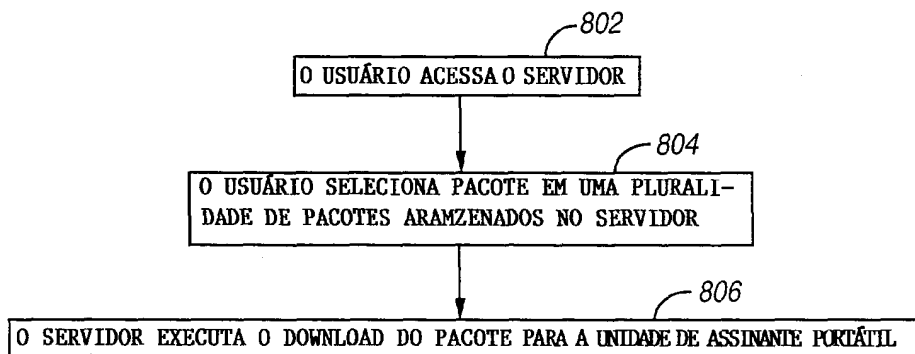 802
O USUÁRIO ACESSA O SERVIDOR
804
O USUÁRIO SELECIONA PACOTE EM UMA PLURALI-
DADE DE PACOTES ARAMZENADOS NO SERVIDOR
806
O SERVIDOR EXECUTA O DOWNLOAD DO PACOTE PARA A UNIDADE DE ASSINANTE PORTÁTIL